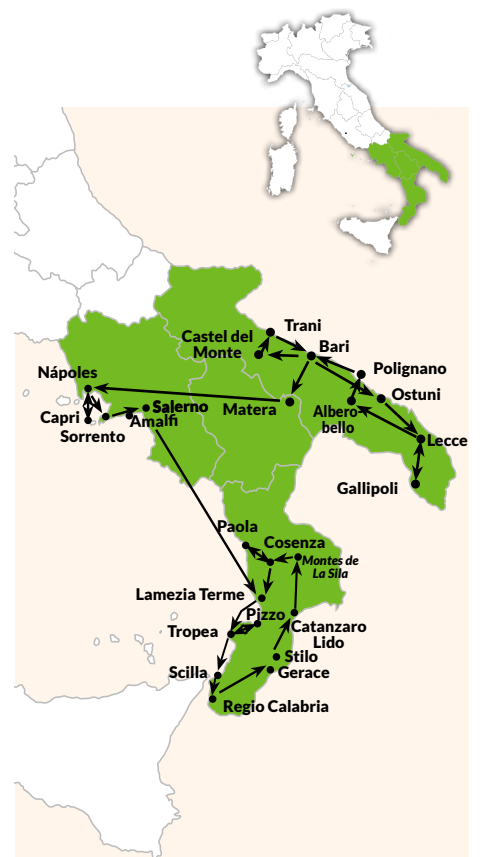 Trani
Castel del
Monte
Bari
Polignano
Nápoles
Ostuni
Matera
Albero
bello
Capri
Salerno
Amalfi
Sorrento
Lecce
Gallipoli
Paola
Cosenza
Montes de
La Sila
Lamezia Terme
Pizzo
Tropea
Catanzaro
Lido
Stilo
Scilla
Gerace
Regio Calabria